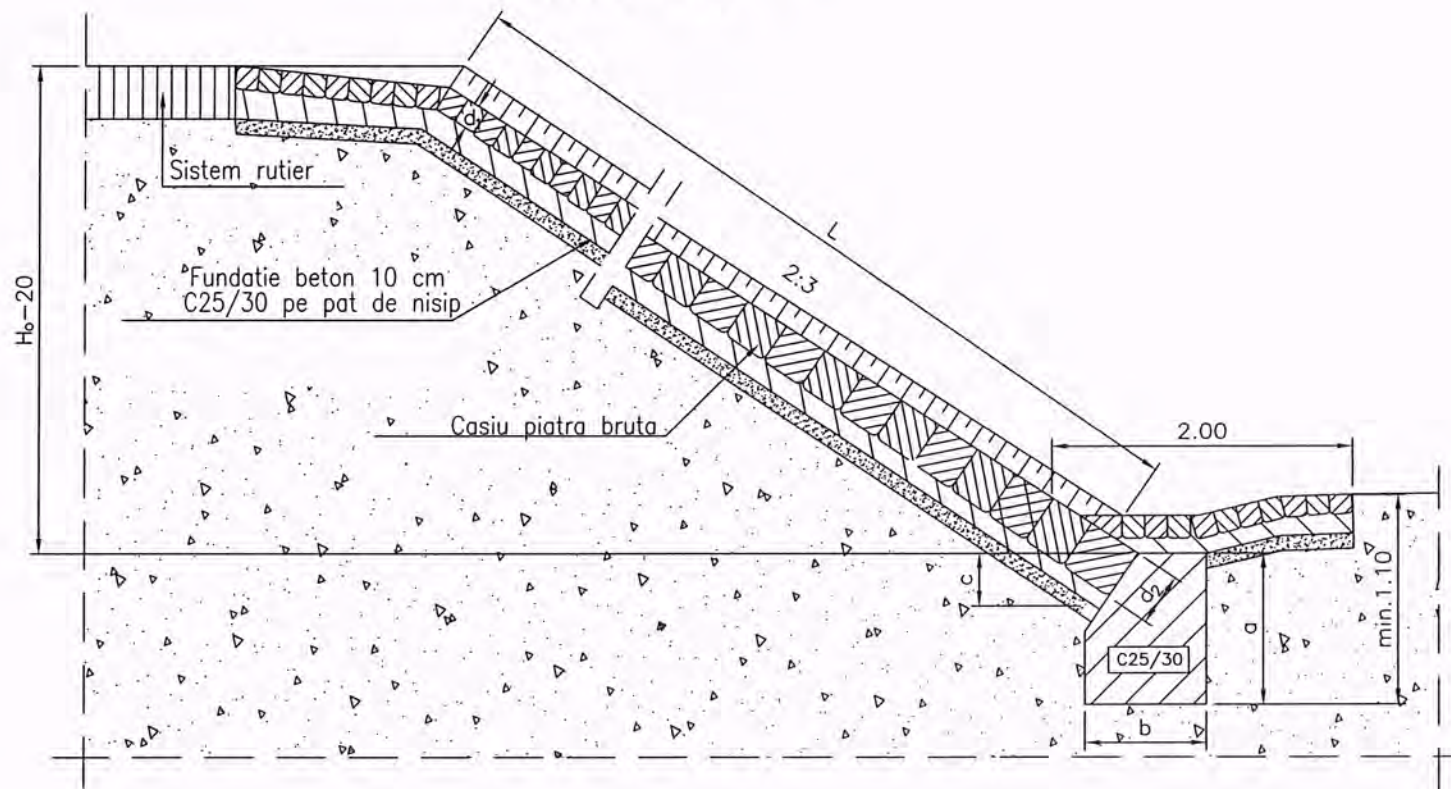 Sistem rutier
d₁
L
2:3
H₀-20
Fundatie beton 10 cm
C25/30 pe pat de nisip
Casiu piatra bruta
2.00
c
d₂
a
min.1.10
C25/30
b